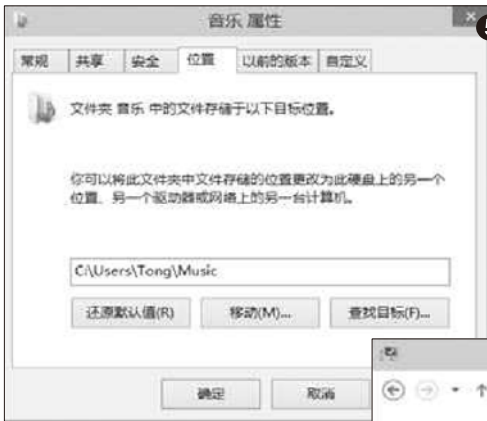 音乐 属性
常规 共享 安全 位置 以前的版本 自定义
文件夹 音乐 中的文件存储于以下目标位置。
你可以将此文件夹中文件存储的位置更改为此硬盘上的另一个
位置、另一个驱动器或网络上的另一台计算机。
C:\Users\Tong\Music
还原默认值(R) 移动(M)... 查找目标(F)...
确定 取消